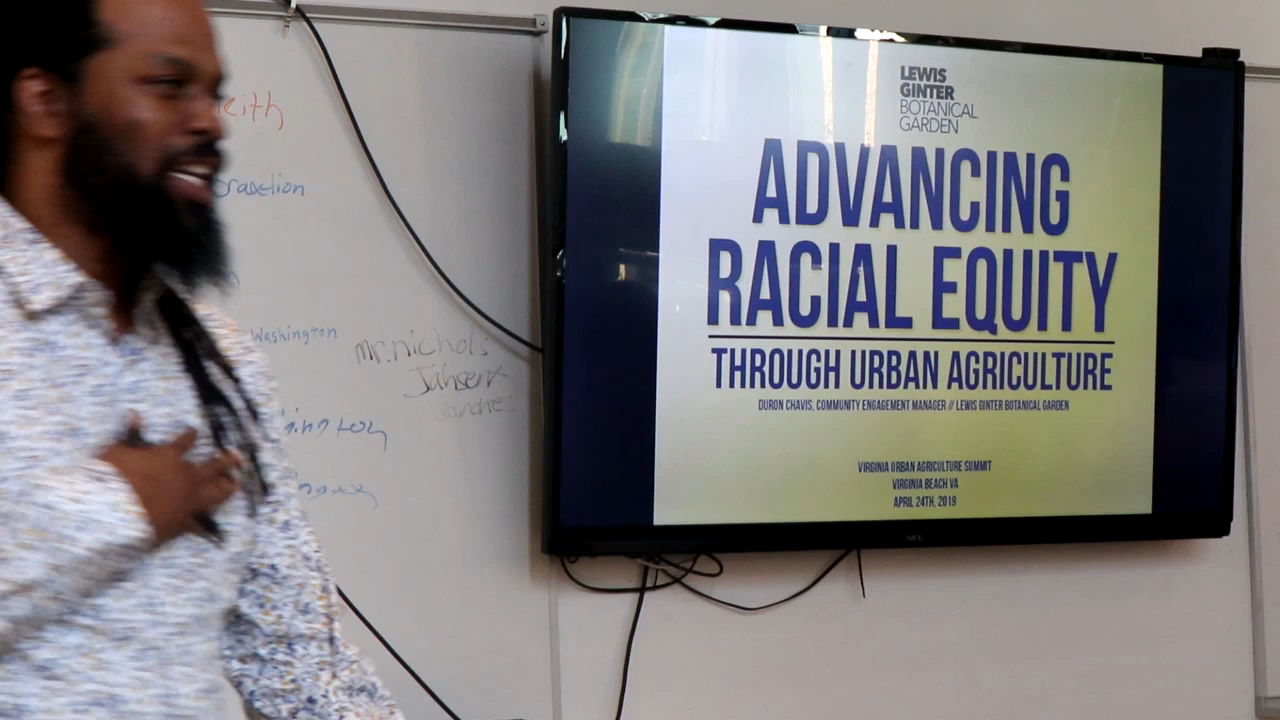 LEWIS
GINTER
BOTANICAL
GARDEN
ADVANCING
RACIAL EQUITY
THROUGH URBAN AGRICULTURE
DURON CHAVIS, COMMUNITY ENGAGEMENT MANAGER // LEWIS GINTER BOTANICAL GARDEN
VIRGINIA URBAN AGRICULTURE SUMMIT
VIRGINIA BEACH VA
APRIL 24TH, 2019
NEC
Washington
mr.nichols